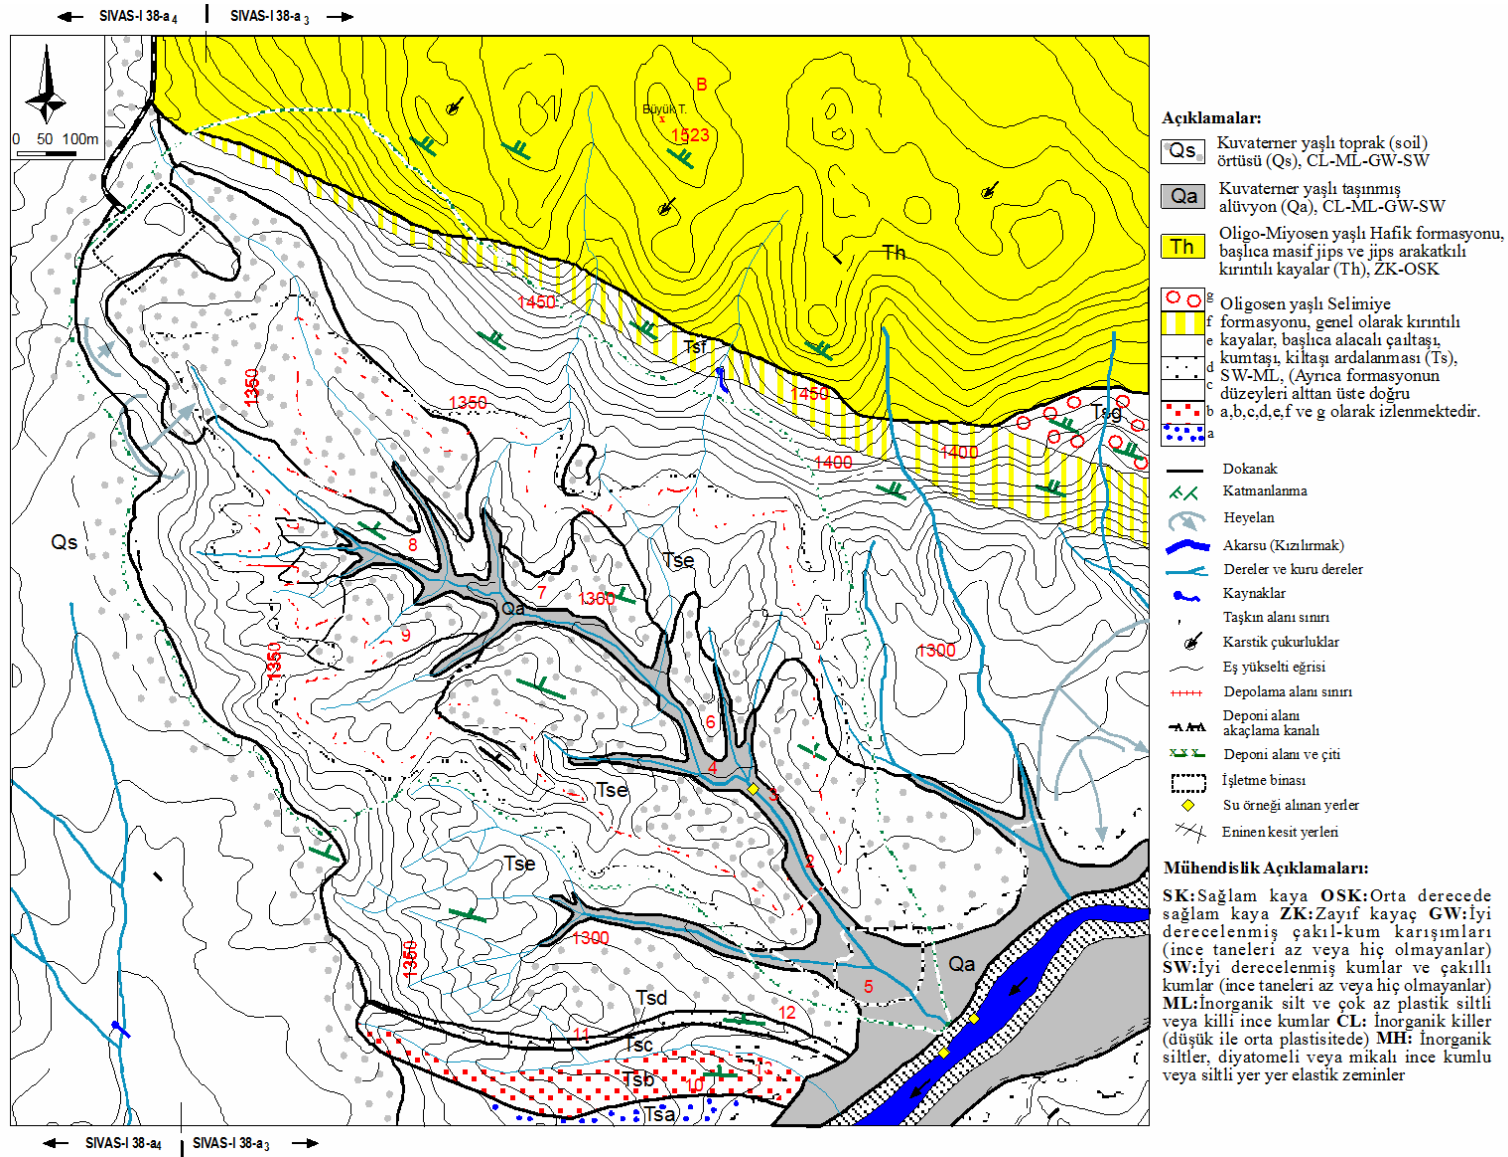 SIVAS-I 38-a4 SIVAS-I 38-a3
0 50 100m
B
Büyük T.
1523
Th
1450
Tsf
1450
Tsg
1350
1350
1400
1400
Qs
8
Tse
7
1300
Qa
9
1300
1350
6
4
3
Tse
2
Tse
1300
1350
Qa
5
Tsd
12
11
Tsc
13
Tsb
10
Tsa
SIVAS-I 38-a4 SIVAS-I 38-a3
Açıklamalar:
Qs Kuvaterner yaşlı toprak (soil)
örtüsü (Qs), CL-ML-GW-SW
Qa Kuvaterner yaşlı taşınmış
alüvyon (Qa), CL-ML-GW-SW
Th Oligo-Miyosen yaşlı Hafik formasyonu,
başlıca masif jips ve jips arakatkılı
kırıntılı kayalar (Th), ZK-OSK
g Oligosen yaşlı Selimiye
f formasyonu, genel olarak kırıntılı
e kayalar, başlıca alacalı çaıltaşı,
d kumtaşı, kiltaşı ardalanması (Ts),
c SW-ML, (Ayrıca formasyonun
düzeyleri alttan üste doğru
b a,b,c,d,e,f ve g olarak izlenmektedir.
a
Dokanak
Katmanlanma
Heyelan
Akarsu (Kızılırmak)
Dereler ve kuru dereler
Kaynaklar
Taşkın alanı sınırı
Karstik çukurluklar
Eş yükselti eğrisi
Depolama alanı sınırı
Deponi alanı
akaçlama kanalı
Deponi alanı ve çiti
İşletme binası
Su örneği alınan yerler
Eninen kesit yerleri
Mühendislik Açıklamaları:
SK:Sağlam kaya OSK:Orta derecede
sağlam kaya ZK:Zayıf kayaç GW:İyi
derecelenmiş çakıl-kum karışımları
(ince taneleri az veya hiç olmayanlar)
SW:İyi derecelenmiş kumlar ve çakıllı
kumlar (ince taneleri az veya hiç olmayanlar)
ML:İnorganik silt ve çok az plastik siltli
veya killi ince kumlar CL: İnorganik killer
(düşük ile orta plastisitede) MH: İnorganik
siltler, diyatomeli veya mikalı ince kumlu
veya siltli yer yer elastik zeminler